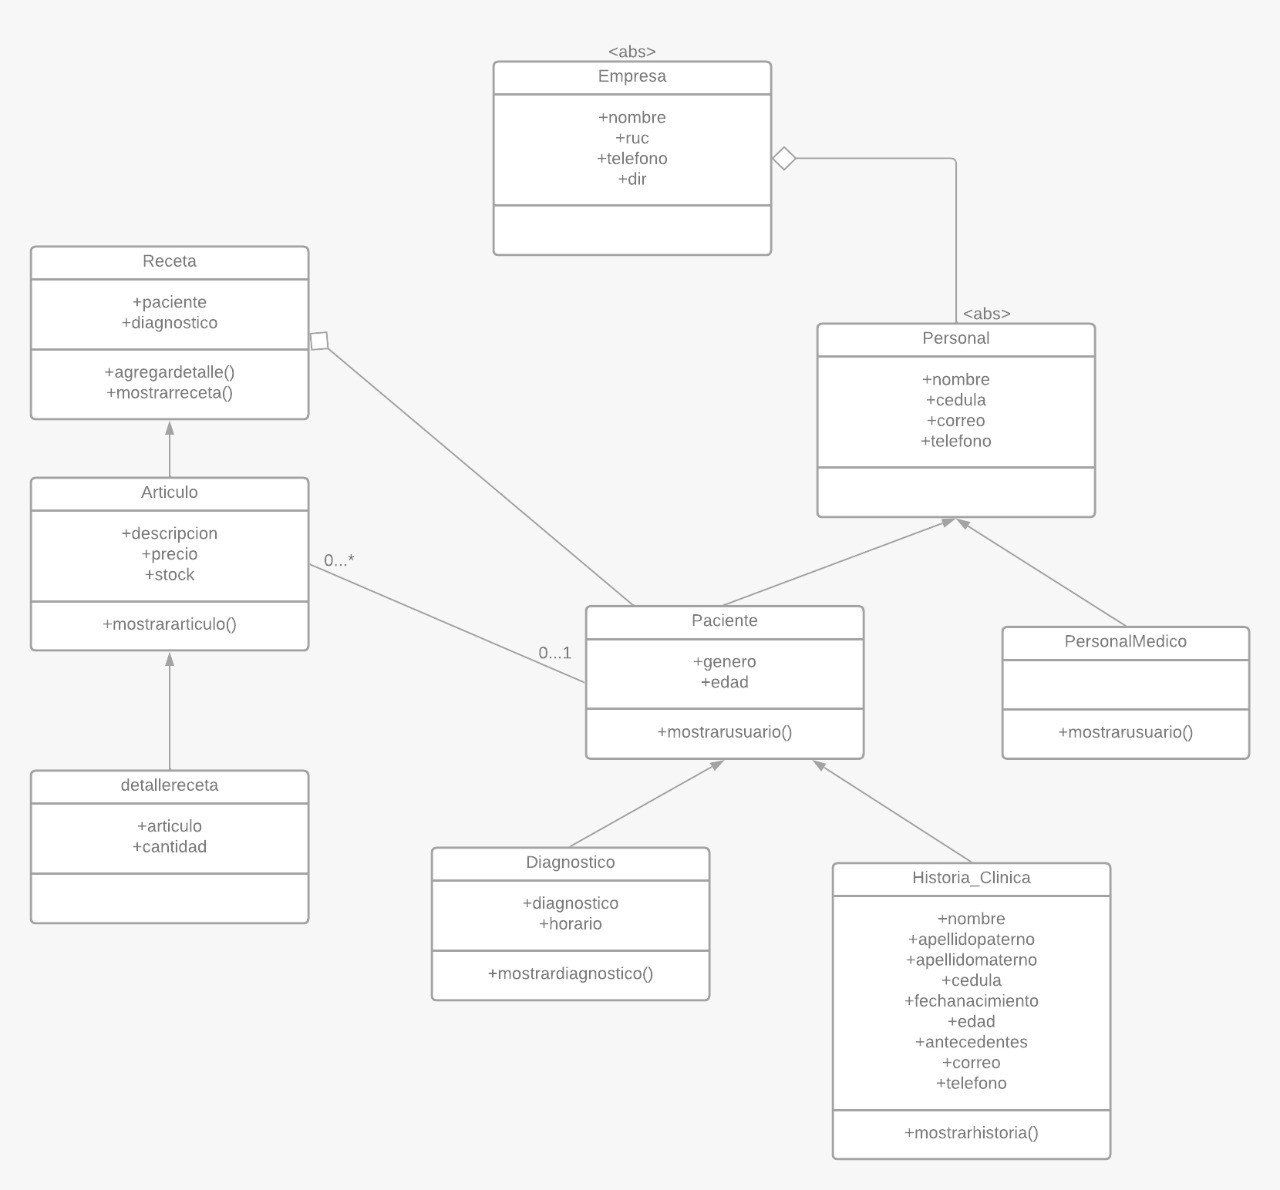 <abs>
Empresa
+nombre
+ruc
+telefono
+dir
Receta
+paciente
+diagnostico
+agregardetalle()
+mostrarreceta()
<abs>
Personal
+nombre
+cedula
+correo
+telefono
Articulo
+descripcion
+precio
+stock
+mostrararticulo()
0...*
0...1
Paciente
+genero
+edad
+mostrarusuario()
PersonalMedico
+mostrarusuario()
detallereceta
+articulo
+cantidad
Diagnostico
+diagnostico
+horario
+mostrardiagnostico()
Historia_Clinica
+nombre
+apellidopaterno
+apellidomaterno
+cedula
+fechanacimiento
+edad
+antecedentes
+correo
+telefono
+mostrarhistoria()